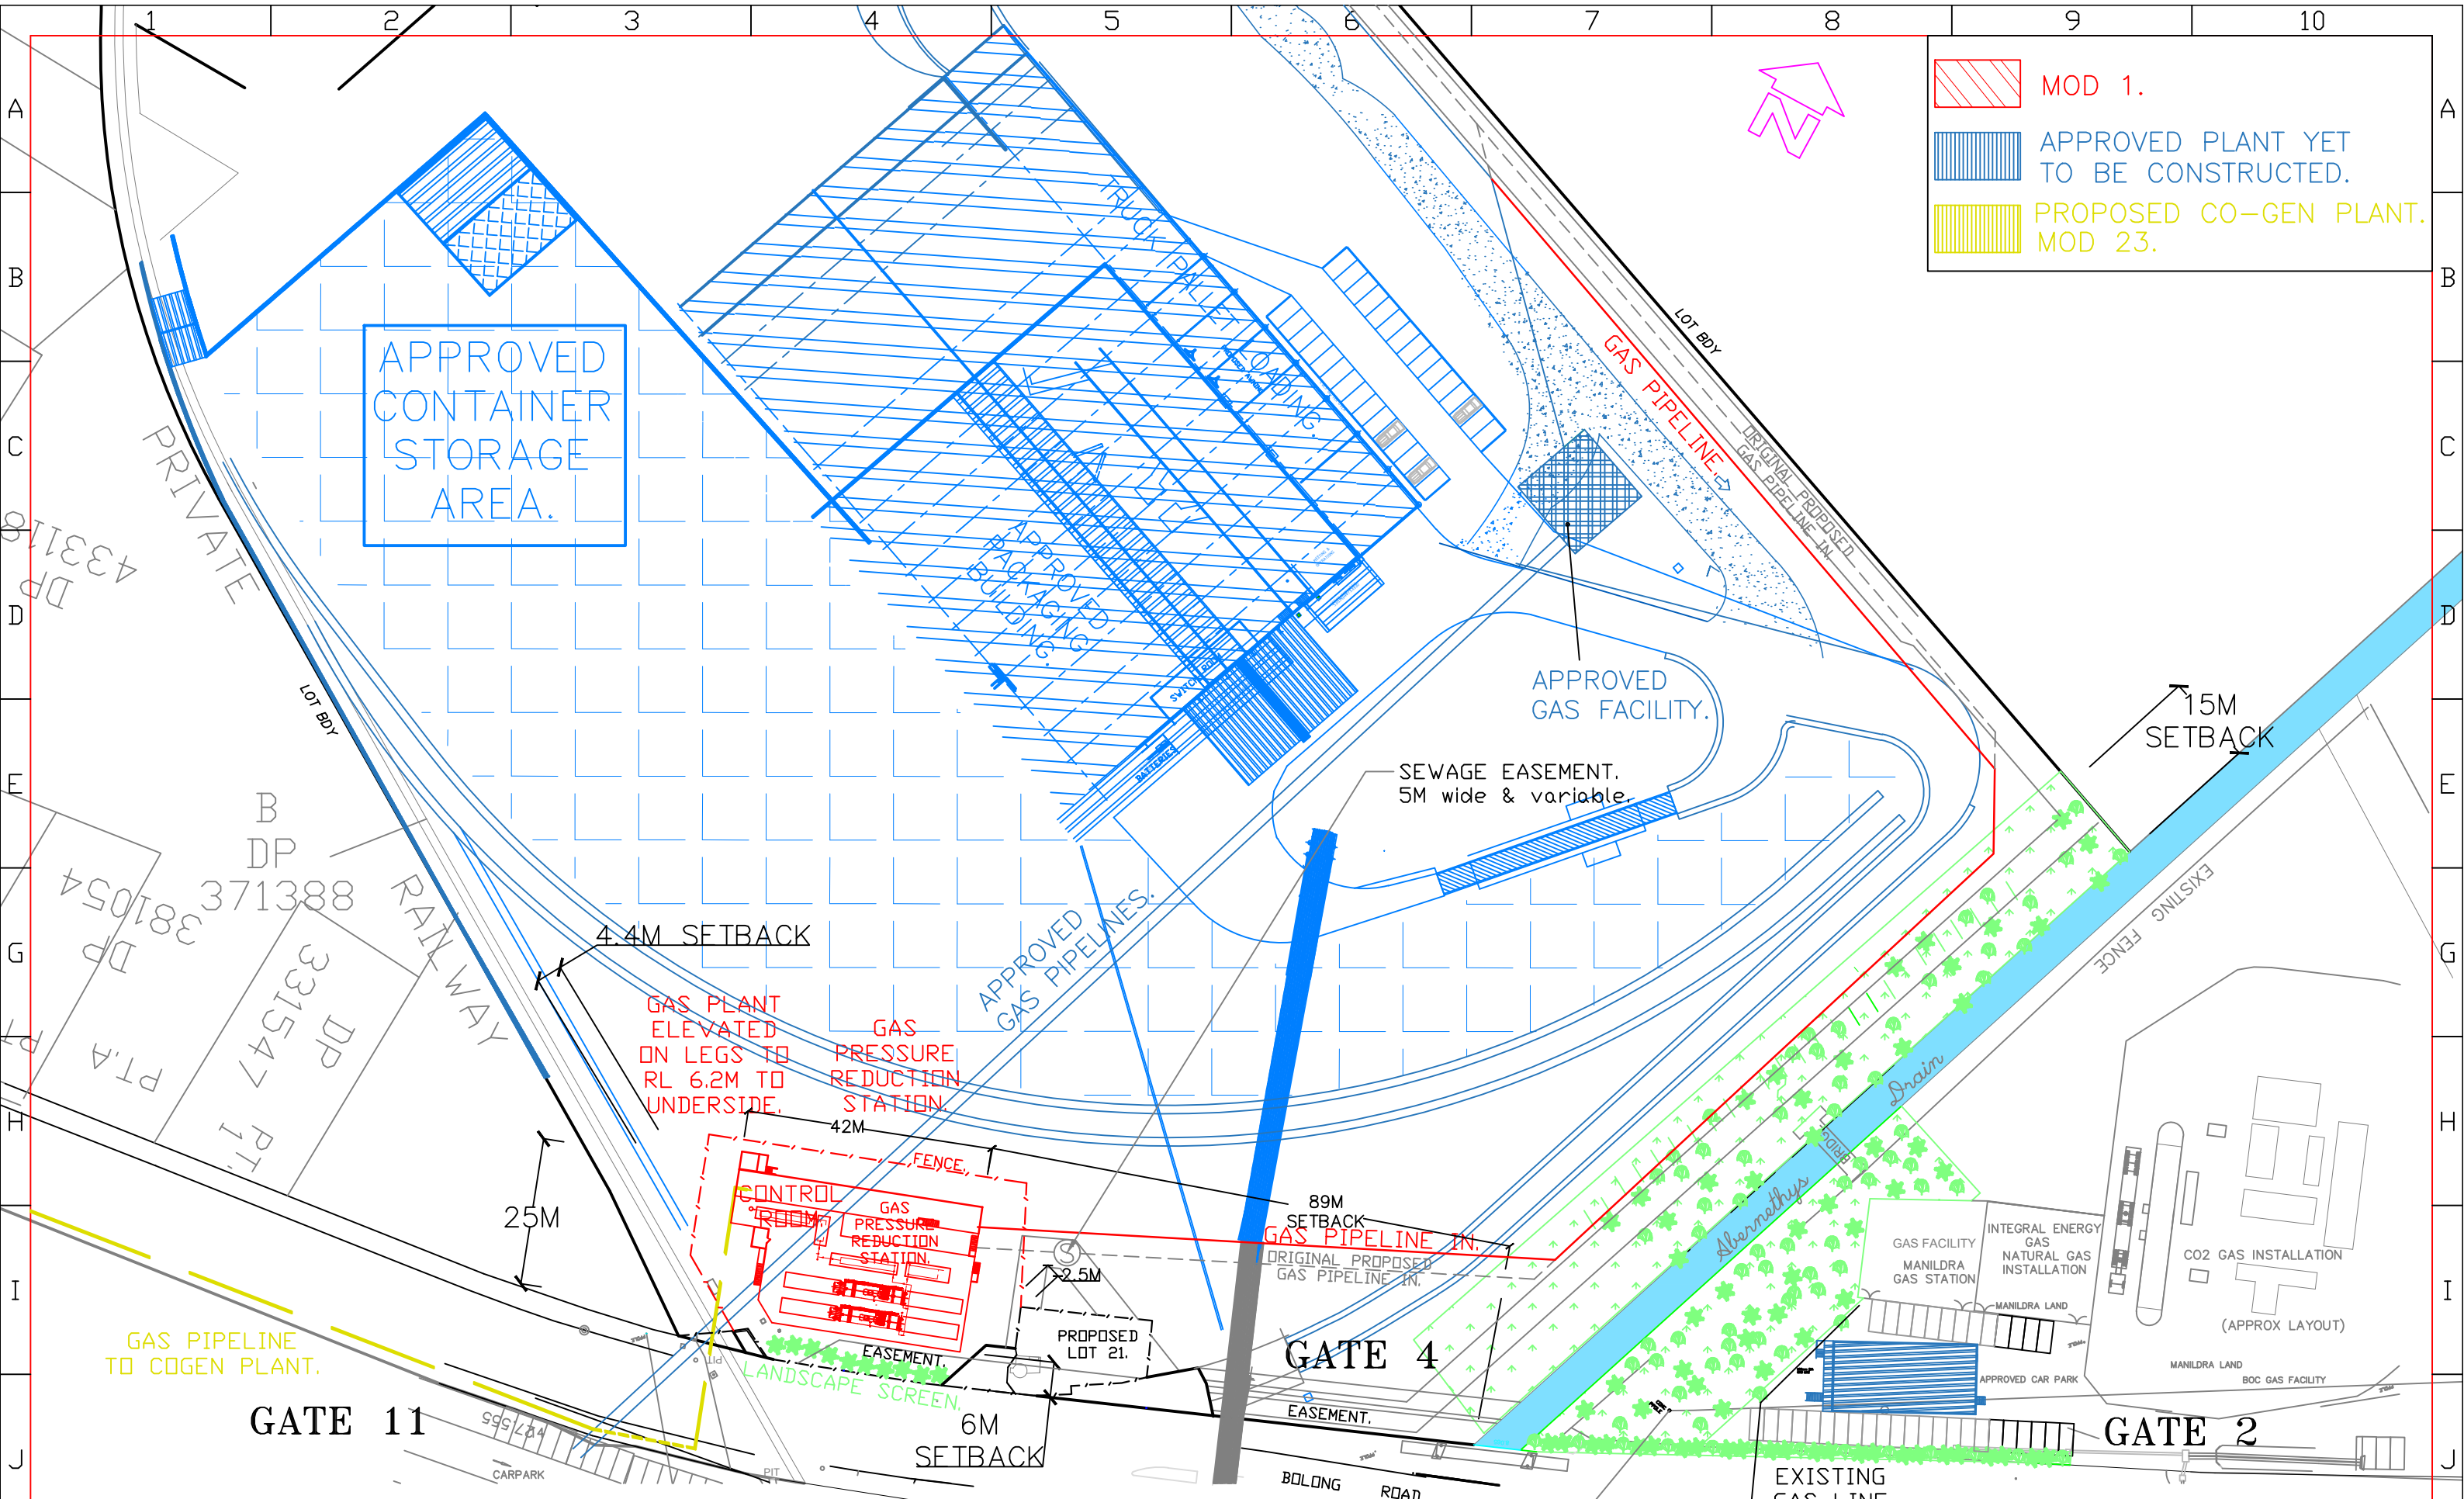 1 2 3 4 5 6 7 8 9 10
A
B
C
D
E
G
H
I
J
A
B
C
D
E
G
H
I
J
MOD 1.
APPROVED PLANT YET
TO BE CONSTRUCTED.
PROPOSED CO-GEN PLANT.
MOD 23.
N
APPROVED
CONTAINER
STORAGE
AREA.
TRUCK PALLET LOADING.
APPROVED
PACKAGING
BUILDING.
BATTERIES
LOT BDY
GAS PIPELINE.
ORIGINAL PROPOSED
GAS PIPELINE IN.
APPROVED
GAS FACILITY.
15M
SETBACK
SEWAGE EASEMENT.
5M wide & variable.
PRIVATE
RAILWAY
LOT BDY
DP
433118
B
DP
371388
DP
381054
DP
331547
PT.A
PT.
PT.
4.4M SETBACK
25M
APPROVED
GAS PIPELINES.
GAS PLANT
ELEVATED
ON LEGS TO
RL 6.2M TO
UNDERSIDE.
GAS
PRESSURE
REDUCTION
STATION.
42M
FENCE.
CONTROL
ROOM.
GAS
PRESSURE
REDUCTION
STATION.
89M
SETBACK
GAS PIPELINE IN.
ORIGINAL PROPOSED
GAS PIPELINE IN.
S
2.5M
PROPOSED
LOT 21.
EASEMENT.
LANDSCAPE SCREEN.
6M
SETBACK
GATE 4
EASEMENT.
BOLONG ROAD
Abernethys Drain
BRIDGE
EXISTING FENCE
GAS FACILITY
MANILDRA
GAS STATION
INTEGRAL ENERGY
GAS
NATURAL GAS
INSTALLATION
MANILDRA LAND
CO2 GAS INSTALLATION
(APPROX LAYOUT)
MANILDRA LAND
BOC GAS FACILITY
APPROVED CAR PARK
GATE 2
EXISTING
GAS LINE
GAS PIPELINE
TO COGEN PLANT.
GATE 11
CARPARK
PIT
PIT